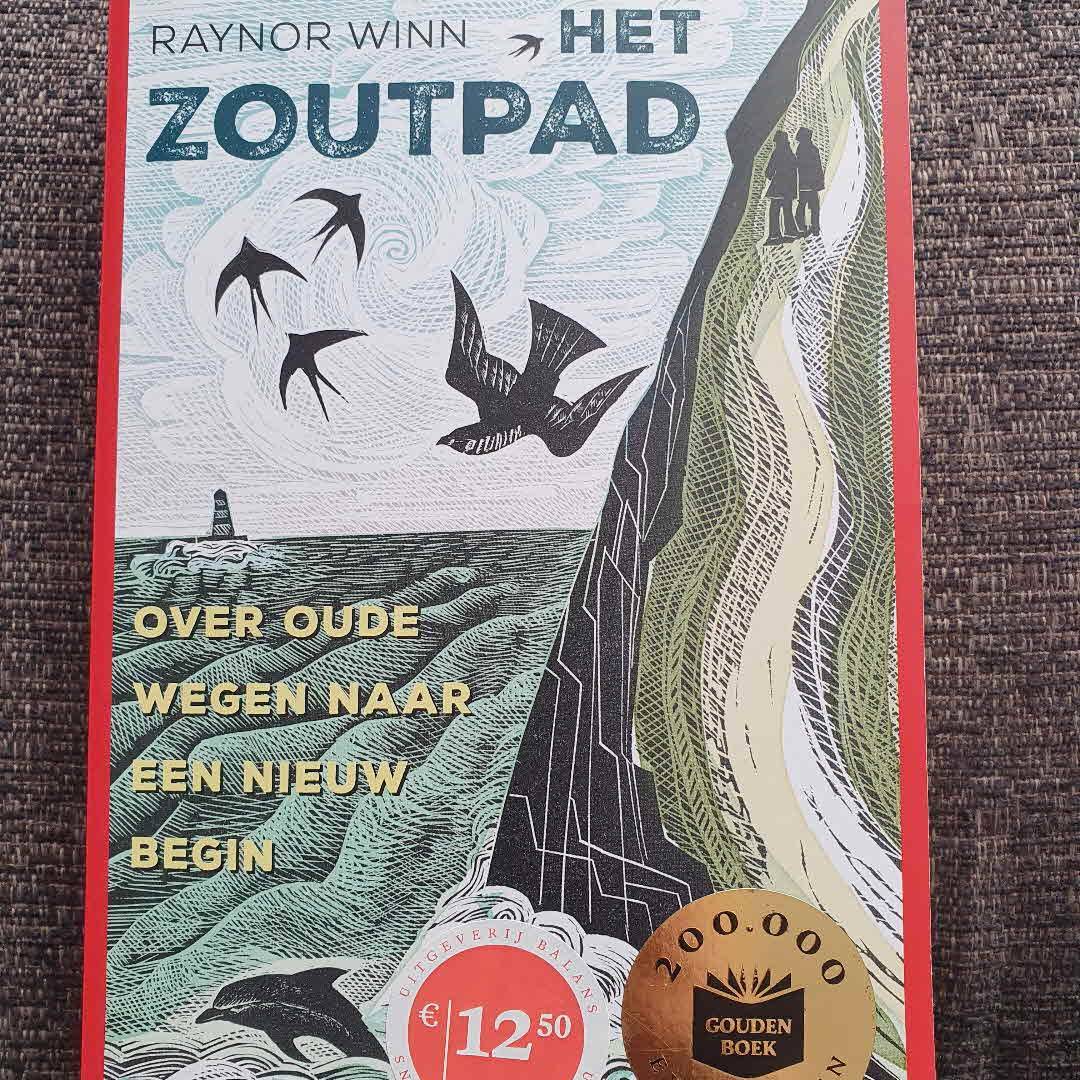 RAYNOR WINN
HET
ZOUTPAD
OVER OUDE
WEGEN NAAR
EEN NIEUW
BEGIN
UITGEVERIJ BALANS
€ 12 50
200.000
GOUDEN
BOEK